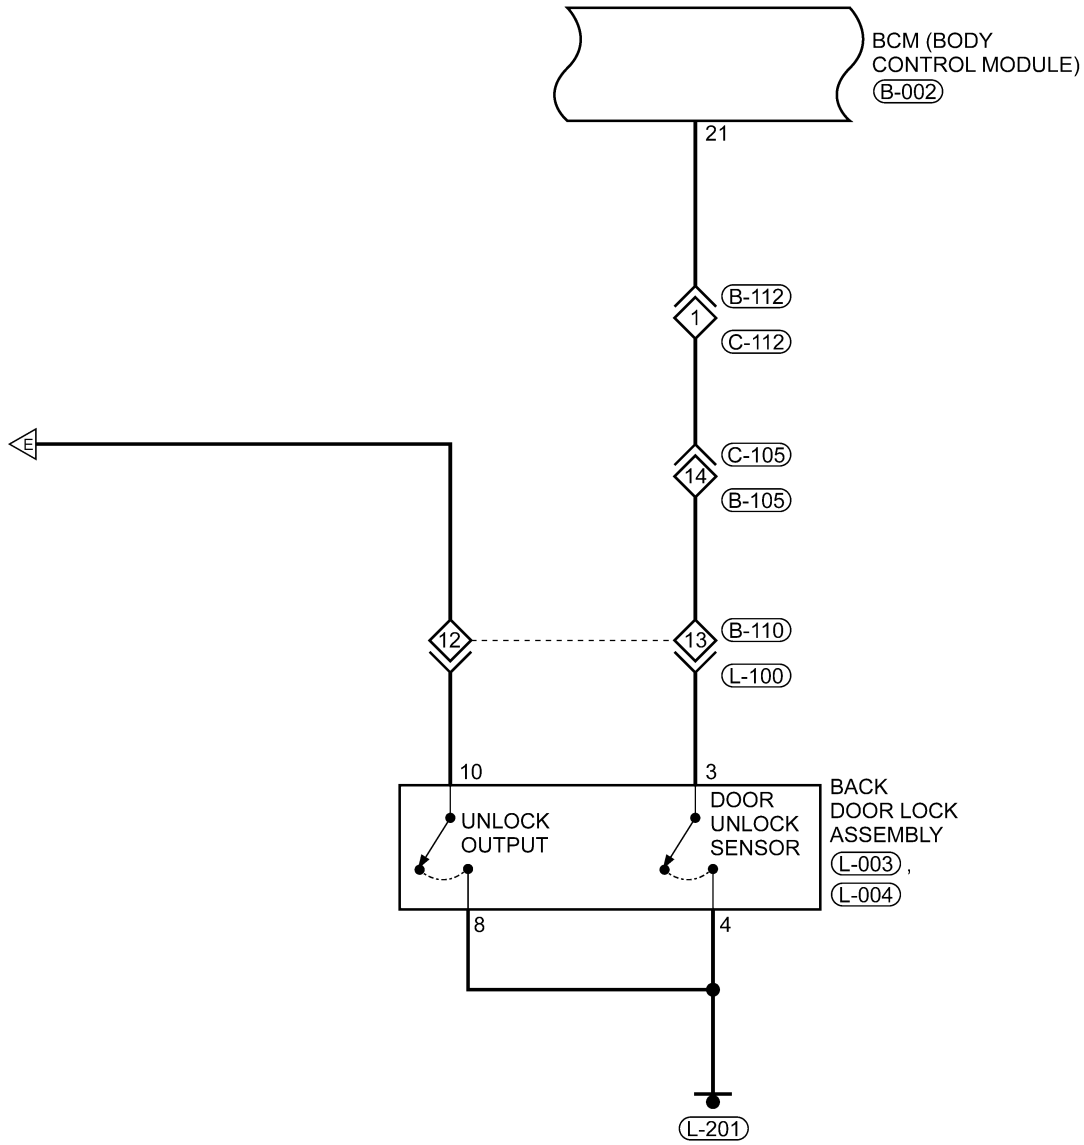 BCM (BODY
CONTROL MODULE)
B-002
21
B-112
1
C-112
E
C-105
14
B-105
12
13
B-110
L-100
10
3
BACK
DOOR LOCK
ASSEMBLY
L-003 ,
L-004
UNLOCK
OUTPUT
DOOR
UNLOCK
SENSOR
8
4
L-201